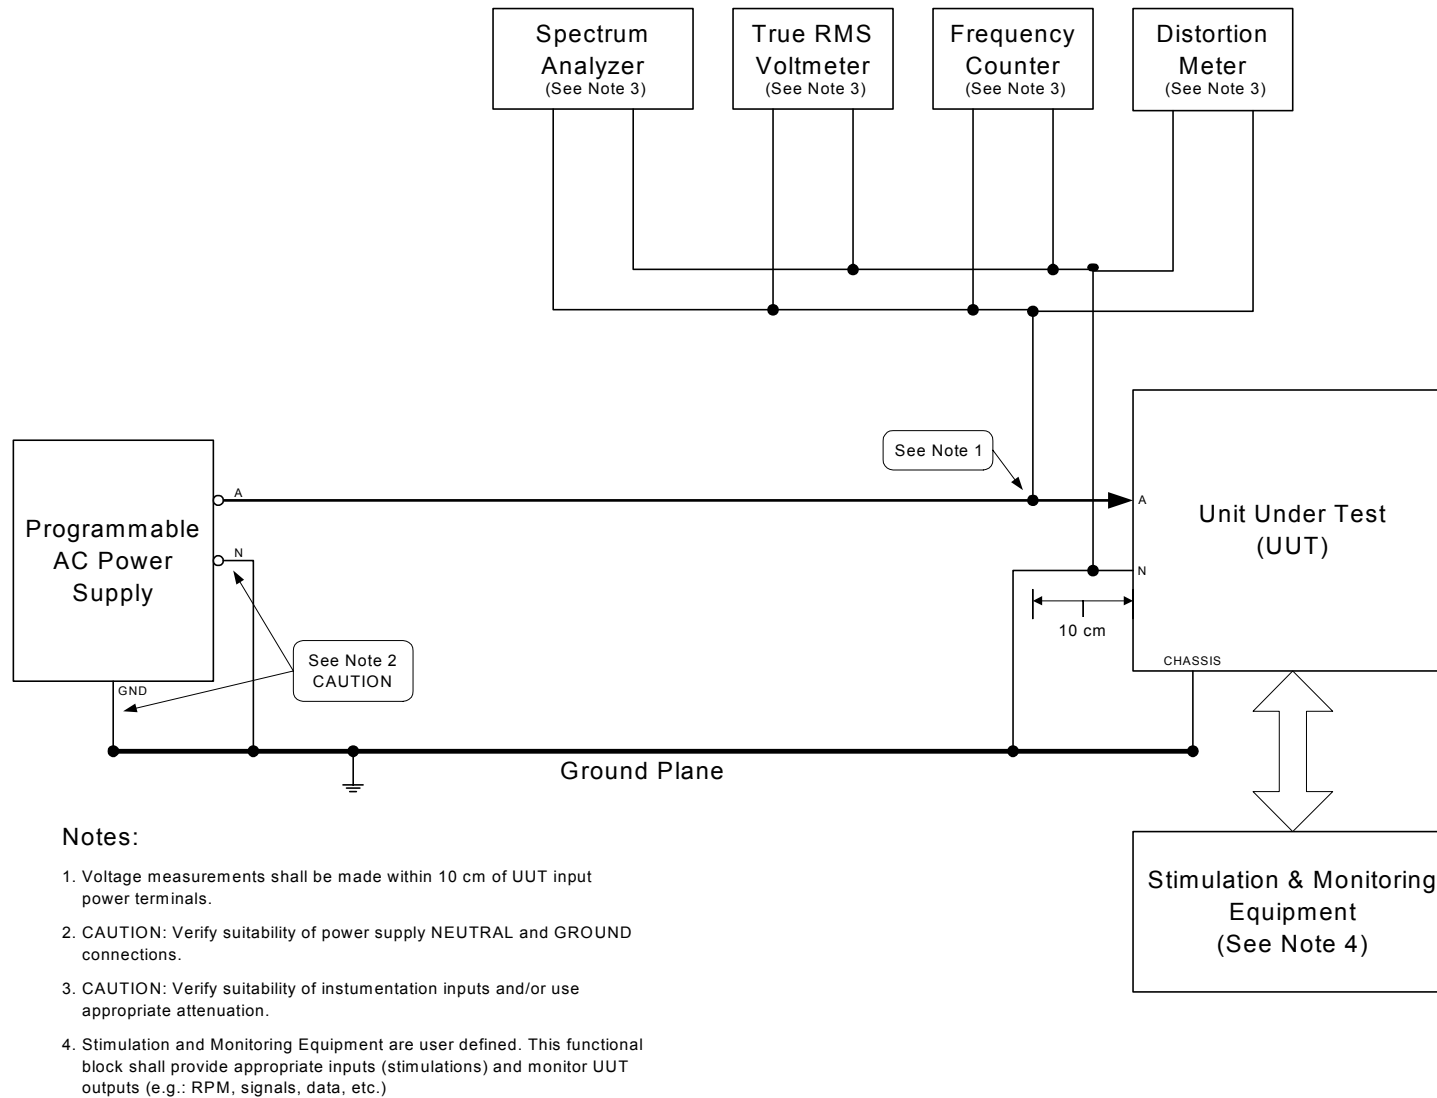 Spectrum
Analyzer
(See Note 3)
True RMS
Voltmeter
(See Note 3)
Frequency
Counter
(See Note 3)
Distortion
Meter
(See Note 3)
See Note 1
Programmable
AC Power
Supply
A
N
GND
See Note 2
CAUTION
A
Unit Under Test
(UUT)
N
10 cm
CHASSIS
Ground Plane
Stimulation & Monitoring
Equipment
(See Note 4)
Notes:
1. Voltage measurements shall be made within 10 cm of UUT input
power terminals.
2. CAUTION: Verify suitability of power supply NEUTRAL and GROUND
connections.
3. CAUTION: Verify suitability of instumentation inputs and/or use
appropriate attenuation.
4. Stimulation and Monitoring Equipment are user defined. This functional
block shall provide appropriate inputs (stimulations) and monitor UUT
outputs (e.g.: RPM, signals, data, etc.)